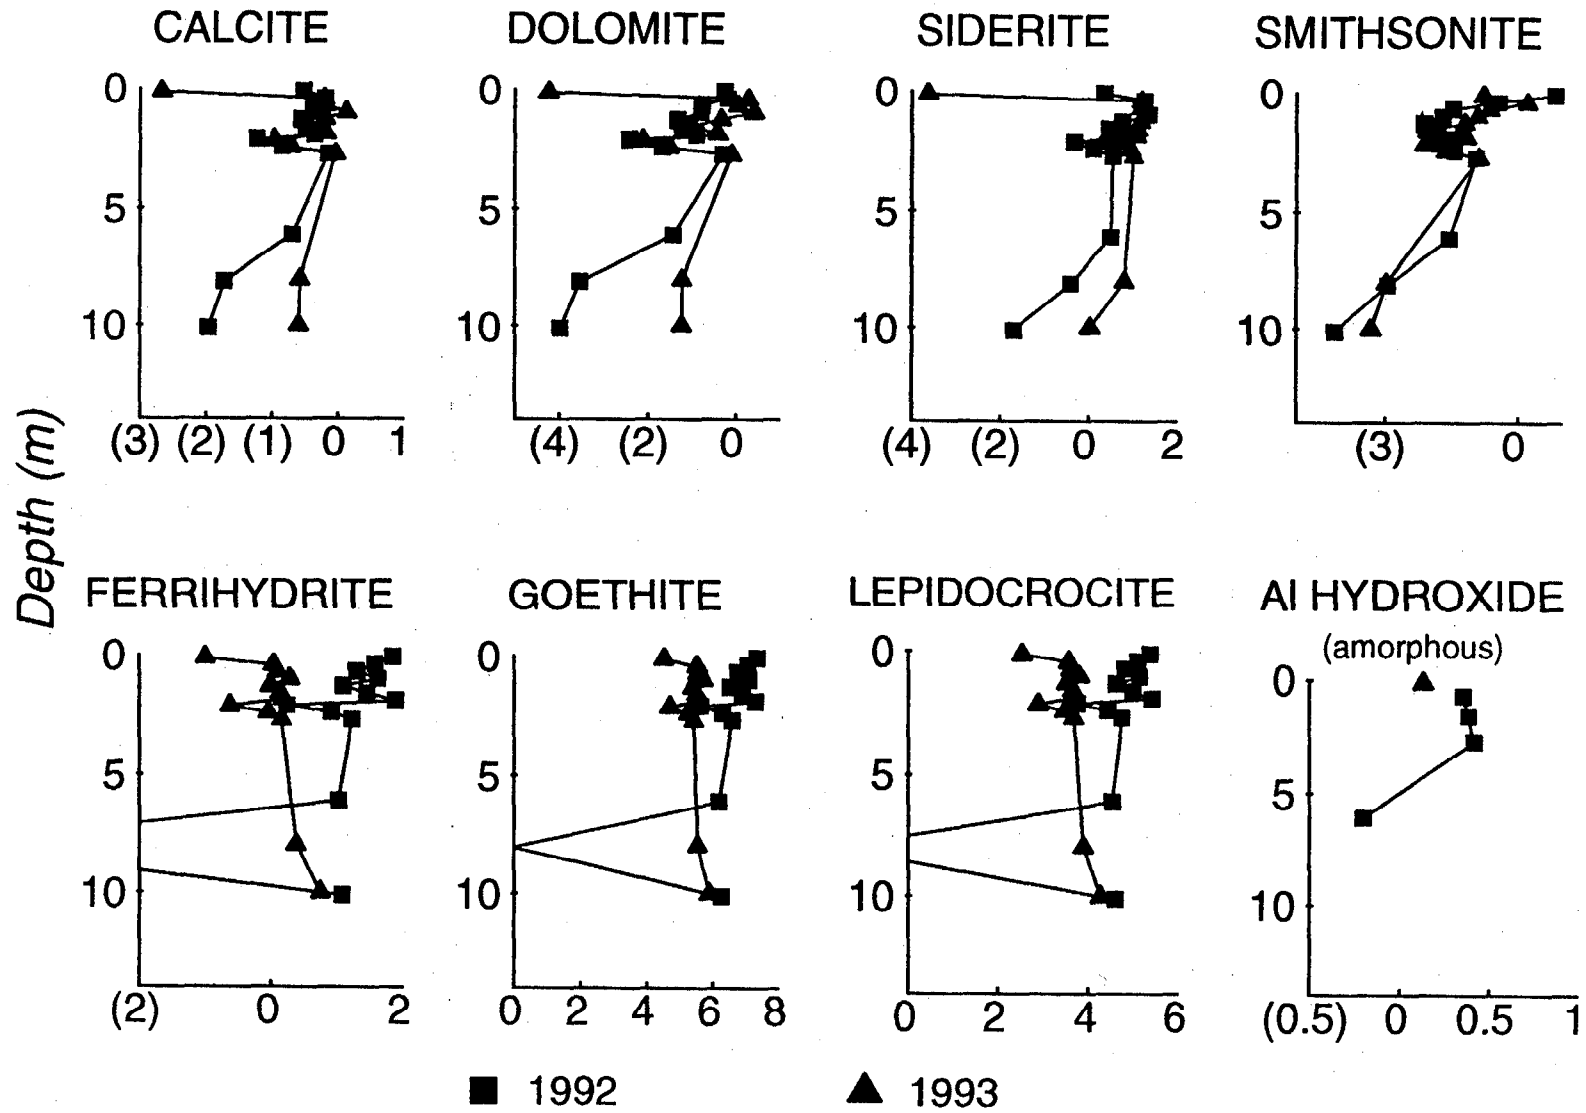 CALCITE DOLOMITE SIDERITE SMITHSONITE
0 0 0 0
5 5 5 5
10 10 10 10
(3) (2) (1) 0 1 (4) (2) 0 (4) (2) 0 2 (3) 0
Depth (m)
FERRIHYDRITE GOETHITE LEPIDOCROCITE Al HYDROXIDE
(amorphous)
0 0 0 0
5 5 5 5
10 10 10 10
(2) 0 2 0 2 4 6 8 0 2 4 6 (0.5) 0 0.5 1
1992 1993